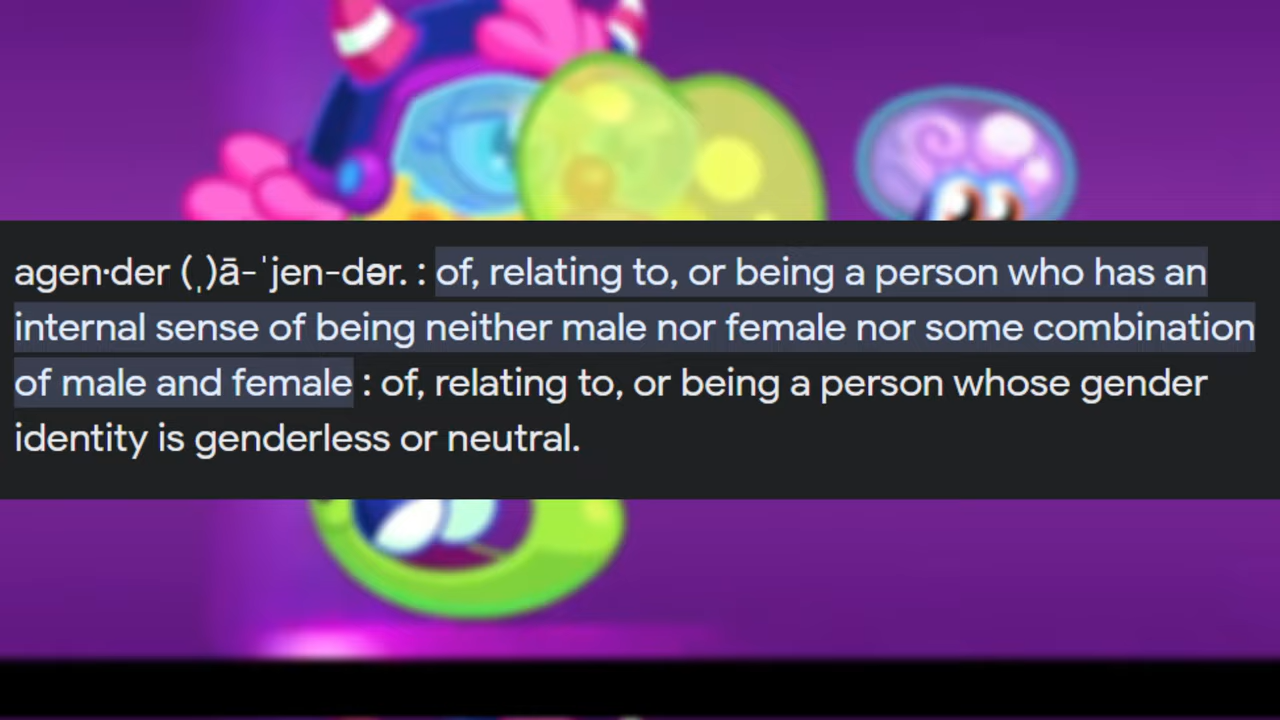 agen·der (ˌ)ā-ˈjen-dər. : of, relating to, or being a person who has an
internal sense of being neither male nor female nor some combination
of male and female : of, relating to, or being a person whose gender
identity is genderless or neutral.